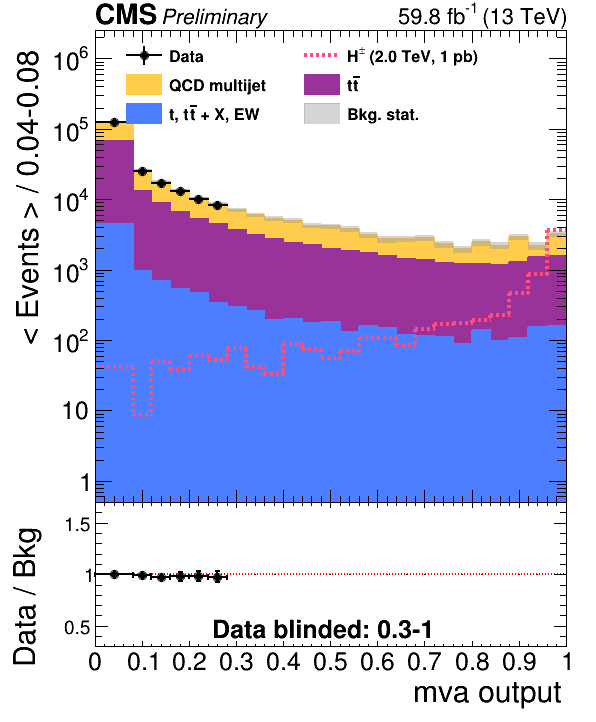 CMS Preliminary 59.8 fb⁻¹ (13 TeV)
< Events > / 0.04-0.08
Data
H± (2.0 TeV, 1 pb)
QCD multijet
tt̄
t, tt̄ + X, EW
Bkg. stat.
10⁶
10⁵
10⁴
10³
10²
10
1
Data / Bkg
1.5
1
0.5
Data blinded: 0.3-1
0 0.1 0.2 0.3 0.4 0.5 0.6 0.7 0.8 0.9 1
mva output